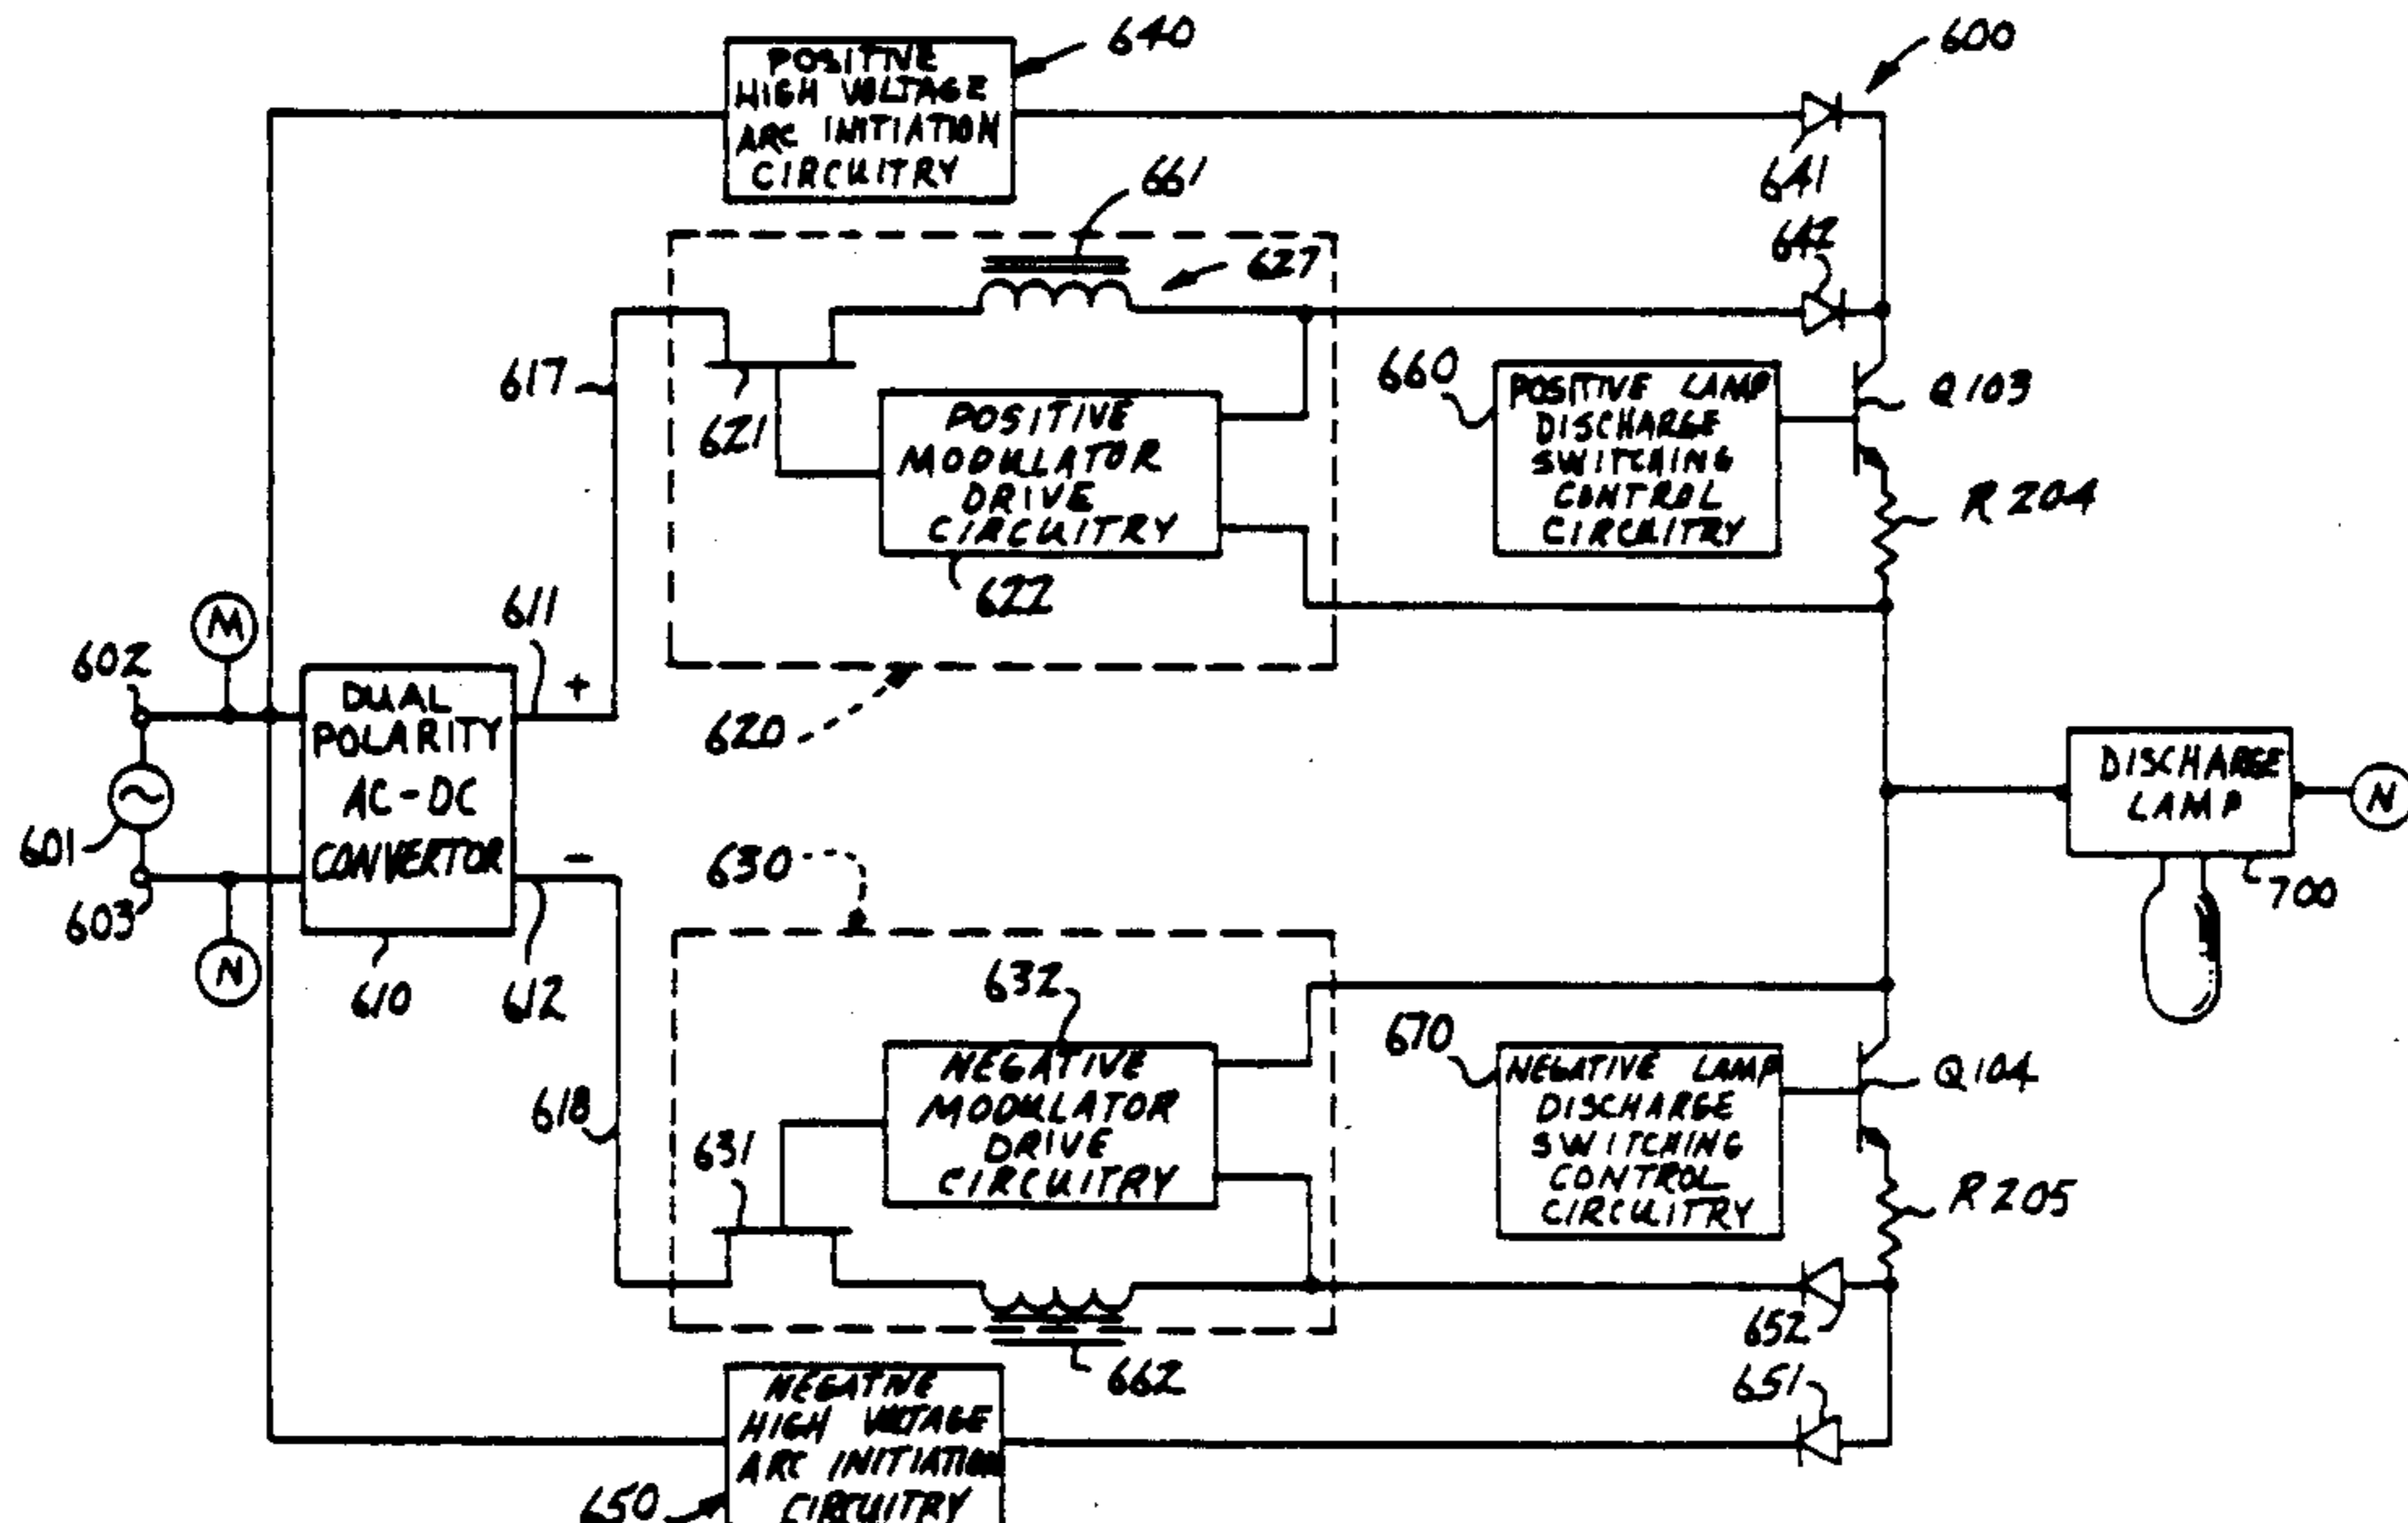 640
600
POSITIVE
HIGH VOLTAGE
ARC INITIATION
CIRCUITRY
661
641
642
627
617
621
POSITIVE
MODULATOR
DRIVE
CIRCUITRY
622
660
POSITIVE LAMP
DISCHARGE
SWITCHING
CONTROL
CIRCUITRY
Q103
R204
M
611
602
+
DUAL
POLARITY
AC-DC
CONVERTOR
620
601
603
N
610
612
-
630
DISCHARGE
LAMP
N
700
632
NEGATIVE
MODULATOR
DRIVE
CIRCUITRY
670
NEGATIVE LAMP
DISCHARGE
SWITCHING
CONTROL
CIRCUITRY
Q104
618
631
R205
652
662
651
NEGATIVE
HIGH VOLTAGE
ARC INITIATION
CIRCUITRY
650